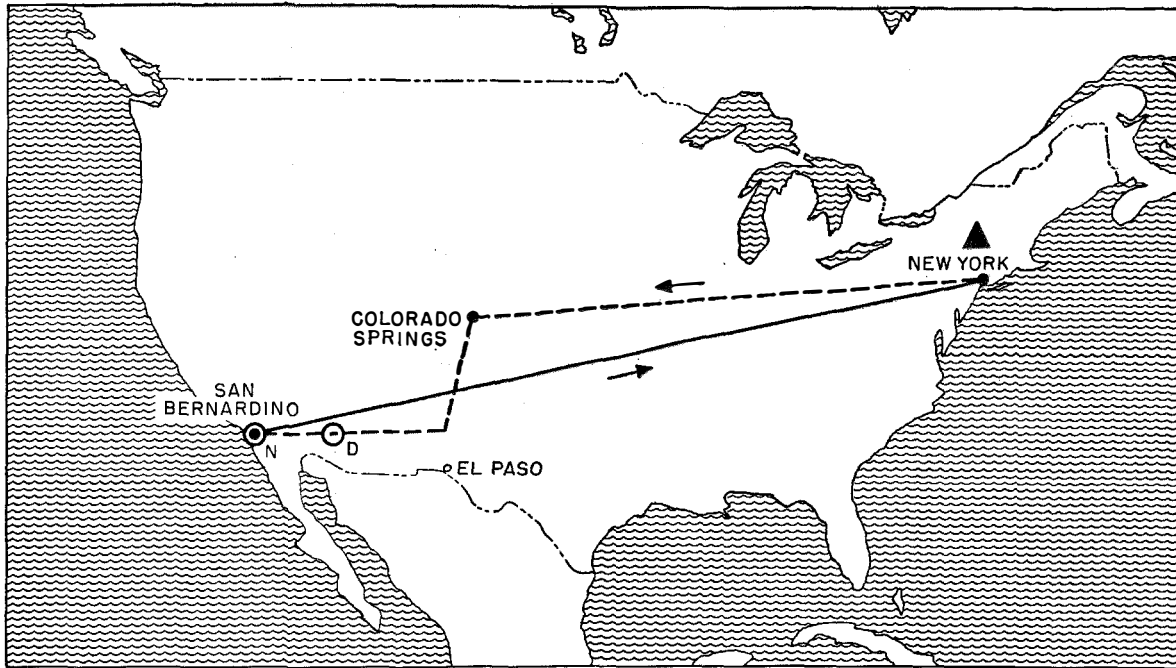 NEW YORK
COLORADO
SPRINGS
SAN
BERNARDINO
N
D
EL PASO